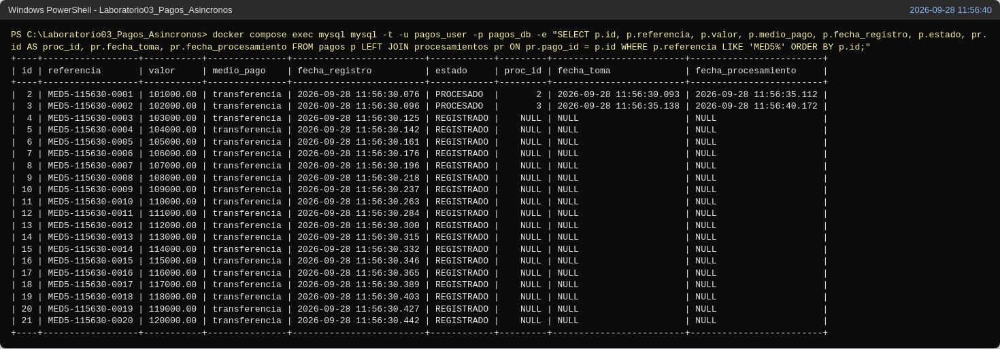 Windows PowerShell - Laboratorio03_Pagos_Asincronos
2026-09-28 11:56:40
PS C:\Laboratorio03_Pagos_Asincronos> docker compose exec mysql mysql -t -u pagos_user -p pagos_db -e "SELECT p.id, p.referencia, p.valor, p.medio_pago, p.fecha_registro, p.estado, pr.
id AS proc_id, pr.fecha_toma, pr.fecha_procesamiento FROM pagos p LEFT JOIN procesamientos pr ON pr.pago_id = p.id WHERE p.referencia LIKE 'MED5%' ORDER BY p.id;"
+----+------------------+-----------+---------------+-------------------------+------------+---------+-------------------------+-------------------------+
| id | referencia       | valor     | medio_pago    | fecha_registro          | estado     | proc_id | fecha_toma              | fecha_procesamiento     |
+----+------------------+-----------+---------------+-------------------------+------------+---------+-------------------------+-------------------------+
|  2 | MED5-115630-0001 | 101000.00 | transferencia | 2026-09-28 11:56:30.076 | PROCESADO  |       2 | 2026-09-28 11:56:30.093 | 2026-09-28 11:56:35.112 |
|  3 | MED5-115630-0002 | 102000.00 | transferencia | 2026-09-28 11:56:30.096 | PROCESADO  |       3 | 2026-09-28 11:56:35.138 | 2026-09-28 11:56:40.172 |
|  4 | MED5-115630-0003 | 103000.00 | transferencia | 2026-09-28 11:56:30.125 | REGISTRADO |    NULL | NULL                    | NULL                    |
|  5 | MED5-115630-0004 | 104000.00 | transferencia | 2026-09-28 11:56:30.142 | REGISTRADO |    NULL | NULL                    | NULL                    |
|  6 | MED5-115630-0005 | 105000.00 | transferencia | 2026-09-28 11:56:30.161 | REGISTRADO |    NULL | NULL                    | NULL                    |
|  7 | MED5-115630-0006 | 106000.00 | transferencia | 2026-09-28 11:56:30.176 | REGISTRADO |    NULL | NULL                    | NULL                    |
|  8 | MED5-115630-0007 | 107000.00 | transferencia | 2026-09-28 11:56:30.196 | REGISTRADO |    NULL | NULL                    | NULL                    |
|  9 | MED5-115630-0008 | 108000.00 | transferencia | 2026-09-28 11:56:30.218 | REGISTRADO |    NULL | NULL                    | NULL                    |
| 10 | MED5-115630-0009 | 109000.00 | transferencia | 2026-09-28 11:56:30.237 | REGISTRADO |    NULL | NULL                    | NULL                    |
| 11 | MED5-115630-0010 | 110000.00 | transferencia | 2026-09-28 11:56:30.263 | REGISTRADO |    NULL | NULL                    | NULL                    |
| 12 | MED5-115630-0011 | 111000.00 | transferencia | 2026-09-28 11:56:30.284 | REGISTRADO |    NULL | NULL                    | NULL                    |
| 13 | MED5-115630-0012 | 112000.00 | transferencia | 2026-09-28 11:56:30.300 | REGISTRADO |    NULL | NULL                    | NULL                    |
| 14 | MED5-115630-0013 | 113000.00 | transferencia | 2026-09-28 11:56:30.315 | REGISTRADO |    NULL | NULL                    | NULL                    |
| 15 | MED5-115630-0014 | 114000.00 | transferencia | 2026-09-28 11:56:30.332 | REGISTRADO |    NULL | NULL                    | NULL                    |
| 16 | MED5-115630-0015 | 115000.00 | transferencia | 2026-09-28 11:56:30.346 | REGISTRADO |    NULL | NULL                    | NULL                    |
| 17 | MED5-115630-0016 | 116000.00 | transferencia | 2026-09-28 11:56:30.365 | REGISTRADO |    NULL | NULL                    | NULL                    |
| 18 | MED5-115630-0017 | 117000.00 | transferencia | 2026-09-28 11:56:30.389 | REGISTRADO |    NULL | NULL                    | NULL                    |
| 19 | MED5-115630-0018 | 118000.00 | transferencia | 2026-09-28 11:56:30.403 | REGISTRADO |    NULL | NULL                    | NULL                    |
| 20 | MED5-115630-0019 | 119000.00 | transferencia | 2026-09-28 11:56:30.427 | REGISTRADO |    NULL | NULL                    | NULL                    |
| 21 | MED5-115630-0020 | 120000.00 | transferencia | 2026-09-28 11:56:30.442 | REGISTRADO |    NULL | NULL                    | NULL                    |
+----+------------------+-----------+---------------+-------------------------+------------+---------+-------------------------+-------------------------+